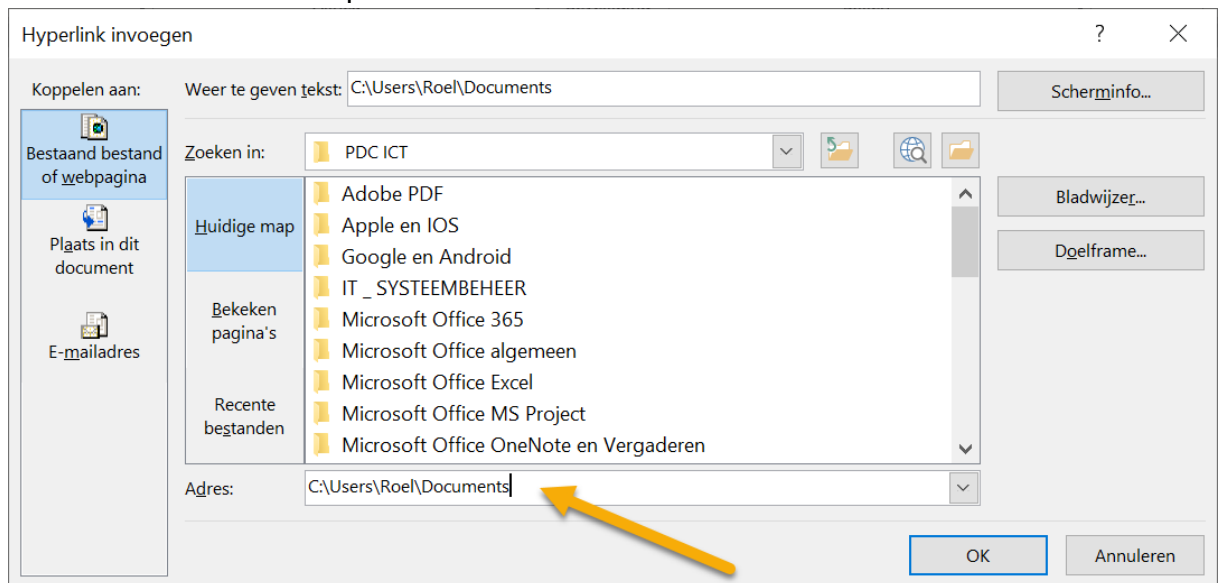 Hyperlink invoegen
?
Koppelen aan:
Weer te geven tekst: C:\Users\Roel\Documents
Scherminfo...
Bestaand bestand
of webpagina
Zoeken in:
PDC ICT
Plaats in dit
document
E-mailadres
Huidige map
Bekeken
pagina's
Recente
bestanden
Adobe PDF
Apple en IOS
Google en Android
IT _ SYSTEEMBEHEER
Microsoft Office 365
Microsoft Office algemeen
Microsoft Office Excel
Microsoft Office MS Project
Microsoft Office OneNote en Vergaderen
Bladwijzer...
Doelframe...
Adres:
C:\Users\Roel\Documents
OK
Annuleren